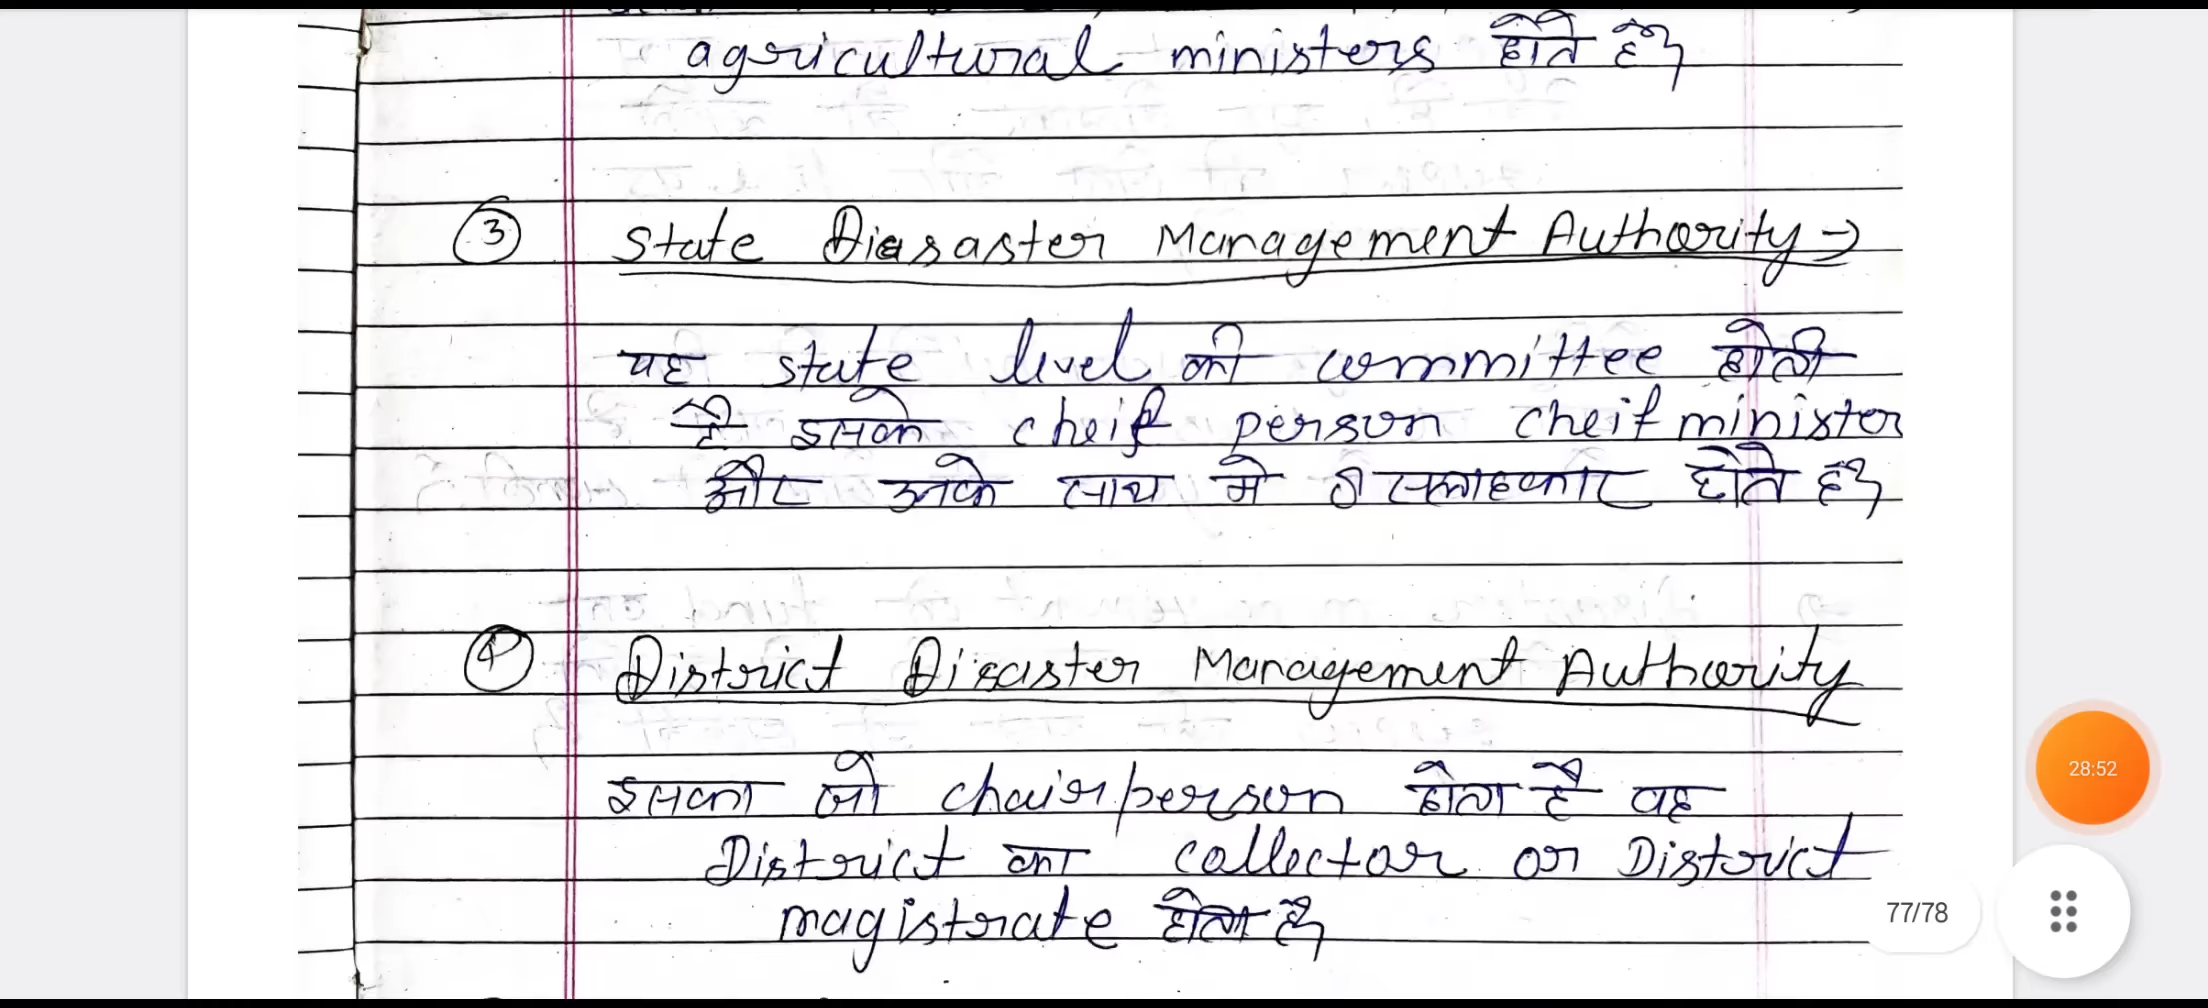 agricultural ministers होते हैं
③ State Diasaster Management Authority →
यह state level की committee होती
है इसके cheif person cheif minister
और उनके साथ मे 8 सलाहकार होते हैं
④ District Disaster Management Authority
इसका जो chairperson होता है वह
District का collector or District
magistrate होता है
28:52
77/78